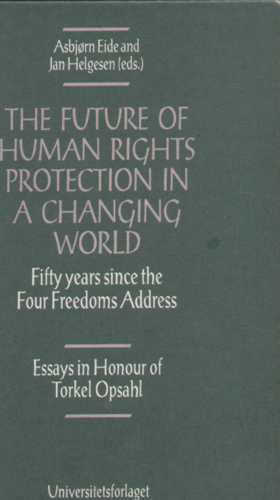 Asbjørn Eide and
Jan Helgesen (eds.)
THE FUTURE OF
HUMAN RIGHTS
PROTECTION IN
A CHANGING
WORLD
Fifty years since the
Four Freedoms Address
Essays in Honour of
Torkel Opsahl
Universitetsforlaget